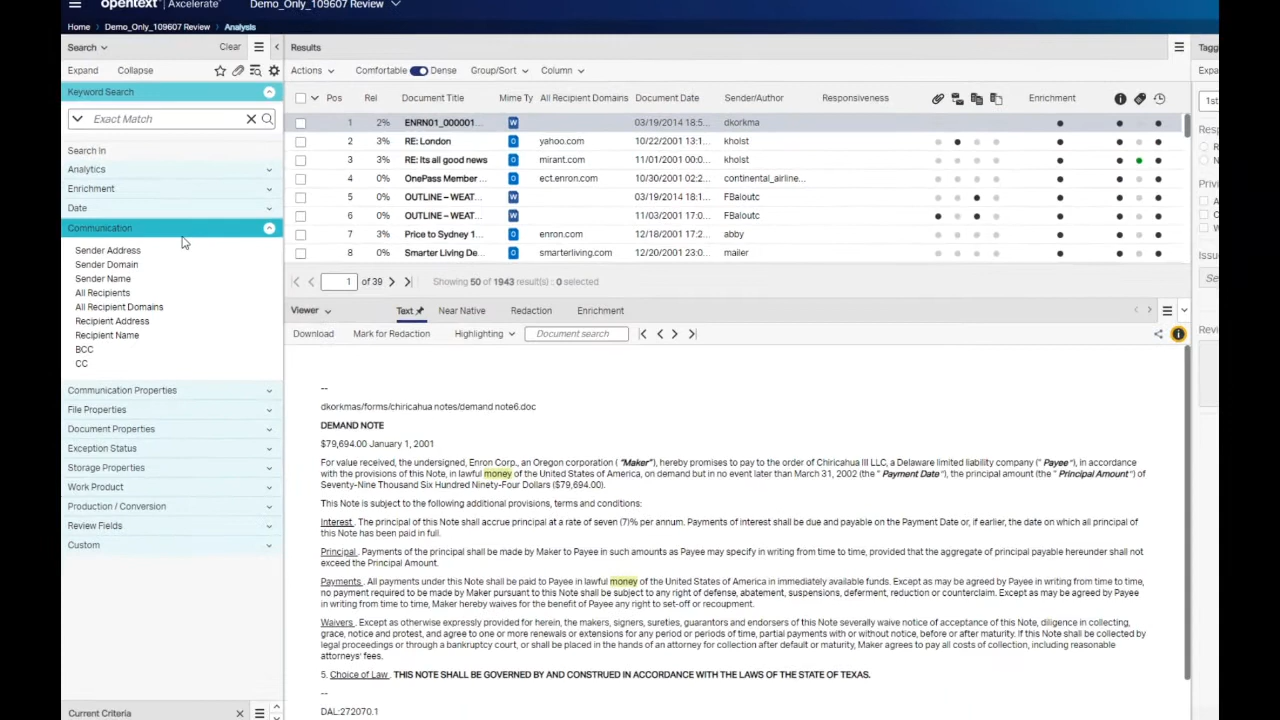 opentext™ | Axcelerate™ Demo_Only_109607 Review
Home Demo_Only_109607 Review Analysis
Search Clear
Expand Collapse
Keyword Search
Exact Match
Search In
Analytics
Enrichment
Date
Communication
Sender Address
Sender Domain
Sender Name
All Recipients
All Recipient Domains
Recipient Address
Recipient Name
BCC
CC
Communication Properties
File Properties
Document Properties
Exception Status
Storage Properties
Work Product
Production / Conversion
Review Fields
Custom
Current Criteria
Results
Actions Comfortable Dense Group/Sort Column
Pos Rel Document Title Mime Ty All Recipient Domains Document Date Sender/Author Responsiveness Enrichment
1 2% ENRN01_000001... W 03/19/2014 18:5... dkorkma
2 3% RE: London O yahoo.com 10/22/2001 13:1... kholst
3 3% RE: Its all good news O mirant.com 11/01/2001 00:0... kholst
4 0% OnePass Member ... O ect.enron.com 10/30/2001 02:2... continental_airline...
5 0% OUTLINE – WEAT... W 03/19/2014 18:1... FBaloutc
6 0% OUTLINE – WEAT... W 11/03/2001 17:0... FBaloutc
7 3% Price to Sydney 1... O enron.com 12/18/2001 17:2... abby
8 0% Smarter Living De... O smarterliving.com 12/20/2001 23:0... mailer
1 of 39 Showing 50 of 1943 result(s) : 0 selected
Viewer Text Near Native Redaction Enrichment
Download Mark for Redaction Highlighting Document search
--
dkorkmas/forms/chiricahua notes/demand note6.doc
DEMAND NOTE
$79,694.00 January 1, 2001
For value received, the undersigned, Enron Corp., an Oregon corporation ( "Maker"), hereby promises to pay to the order of Chiricahua III LLC, a Delaware limited liability company (" Payee "), in accordance
with the provisions of this Note, in lawful money of the United States of America, on demand but in no event later than March 31, 2002 (the " Payment Date "), the principal amount (the " Principal Amount ") of
Seventy-Nine Thousand Six Hundred Ninety-Four Dollars ($79,694.00).
This Note is subject to the following additional provisions, terms and conditions:
Interest . The principal of this Note shall accrue principal at a rate of seven (7)% per annum. Payments of interest shall be due and payable on the Payment Date or, if earlier, the date on which all principal of
this Note has been paid in full.
Principal . Payments of the principal shall be made by Maker to Payee in such amounts as Payee may specify in writing from time to time, provided that the aggregate of principal payable hereunder shall not
exceed the Principal Amount.
Payments . All payments under this Note shall be paid to Payee in lawful money of the United States of America in immediately available funds. Except as may be agreed by Payee in writing from time to time,
no payment required to be made by Maker pursuant to this Note shall be subject to any right of defense, abatement, suspensions, deferment, reduction or counterclaim. Except as may be agreed by Payee
in writing from time to time, Maker hereby waives for the benefit of Payee any right to set-off or recoupment.
Waivers . Except as otherwise expressly provided for herein, the makers, signers, sureties, guarantors and endorsers of this Note severally waive notice of acceptance of this Note, diligence in collecting,
grace, notice and protest, and agree to one or more renewals or extensions for any period or periods of time, partial payments with or without notice, before or after maturity. If this Note shall be collected by
legal proceedings or through a bankruptcy court, or shall be placed in the hands of an attorney for collection after default or maturity, Maker agrees to pay all costs of collection, including reasonable
attorneys' fees.
5. Choice of Law . THIS NOTE SHALL BE GOVERNED BY AND CONSTRUED IN ACCORDANCE WITH THE LAWS OF THE STATE OF TEXAS.
--
DAL:272070.1
Tagg
Expa
1st
Resp
N
Privi
A
C
W
Issu
Se
Revi